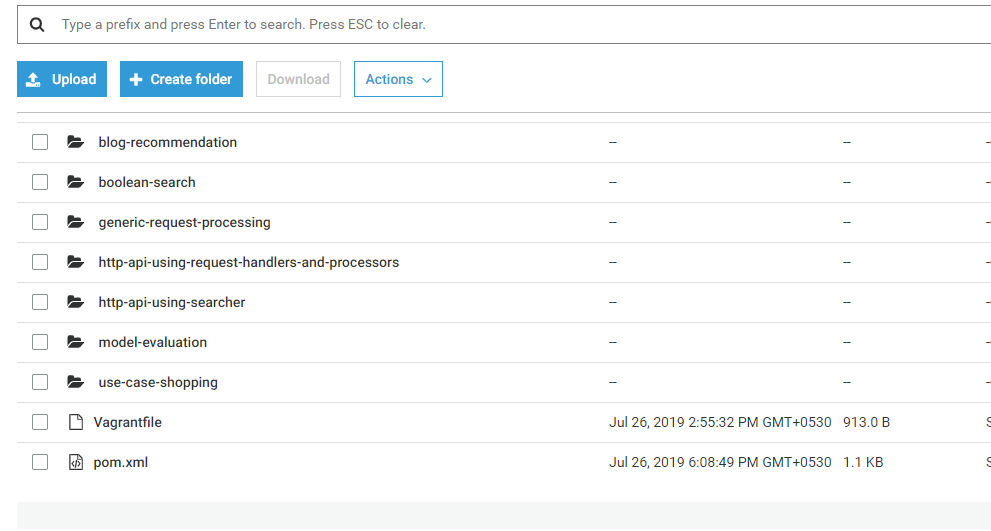 Type a prefix and press Enter to search. Press ESC to clear.
Upload Create folder Download Actions
blog-recommendation -- -- --
boolean-search -- -- --
generic-request-processing -- -- --
http-api-using-request-handlers-and-processors -- -- --
http-api-using-searcher -- -- --
model-evaluation -- -- --
use-case-shopping -- -- --
Vagrantfile Jul 26, 2019 2:55:32 PM GMT+0530 913.0 B S
pom.xml Jul 26, 2019 6:08:49 PM GMT+0530 1.1 KB S